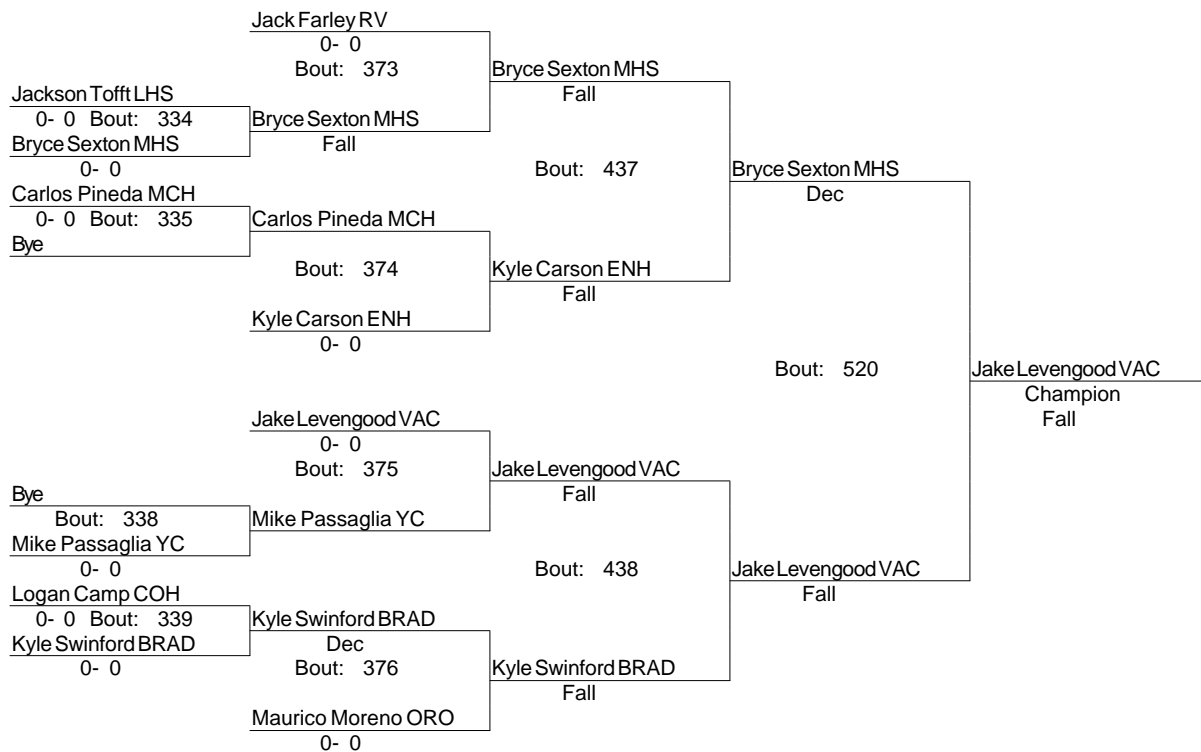 Jack Farley RV
0- 0
Bout: 373
Bryce Sexton MHS
Fall
Jackson Tofft LHS
0- 0 Bout: 334
Bryce Sexton MHS
Fall
Bryce Sexton MHS
0- 0
Bout: 437
Bryce Sexton MHS
Dec
Carlos Pineda MCH
0- 0 Bout: 335
Carlos Pineda MCH
Bye
Bout: 374
Kyle Carson ENH
Fall
Kyle Carson ENH
0- 0
Bout: 520
Jake Levengood VAC
Champion
Fall
Jake Levengood VAC
0- 0
Bout: 375
Jake Levengood VAC
Fall
Bye
Bout: 338
Mike Passaglia YC
Mike Passaglia YC
0- 0
Bout: 438
Jake Levengood VAC
Fall
Logan Camp COH
0- 0 Bout: 339
Kyle Swinford BRAD
Dec
Kyle Swinford BRAD
0- 0
Bout: 376
Kyle Swinford BRAD
Fall
Maurico Moreno ORO
0- 0